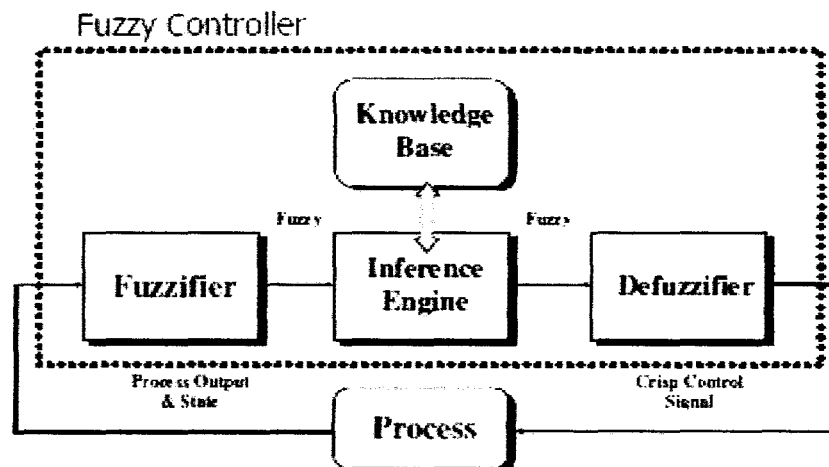 Fuzzy Controller
Knowledge
Base
Fuzzy
Fuzzy
Fuzzifier
Inference
Engine
Defuzzifier
Process Output
& State
Crisp Control
Signal
Process